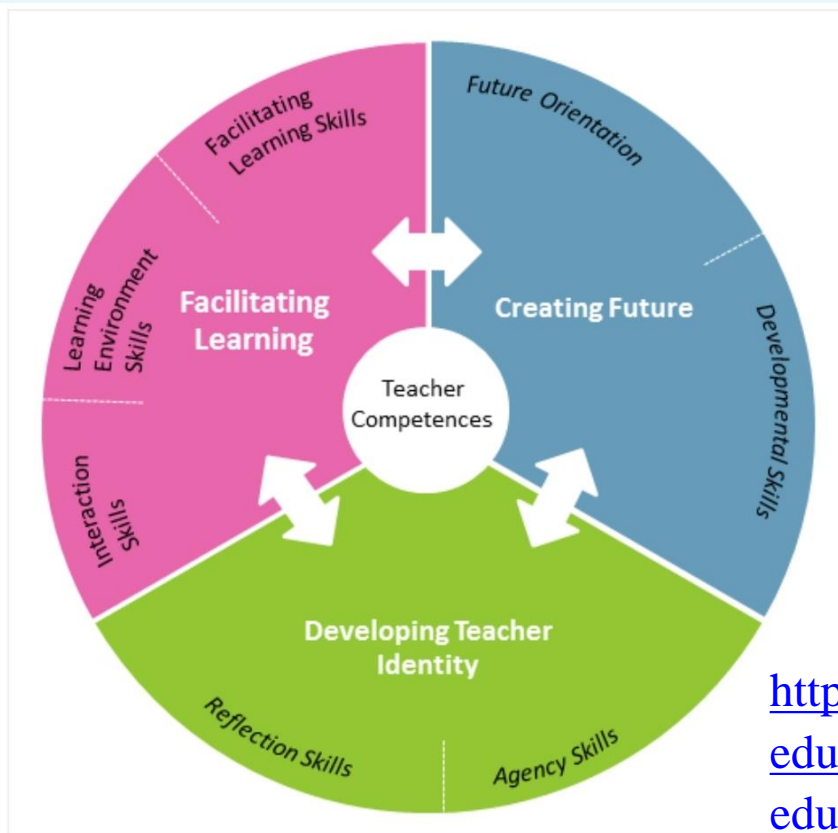 Facilitating
Learning Skills
Future Orientation
Learning
Environment
Skills
Facilitating
Learning
Creating Future
Developmental Skills
Teacher
Competences
Interaction
Skills
Developing Teacher
Identity
Reflection Skills
Agency Skills
http
edu
edu